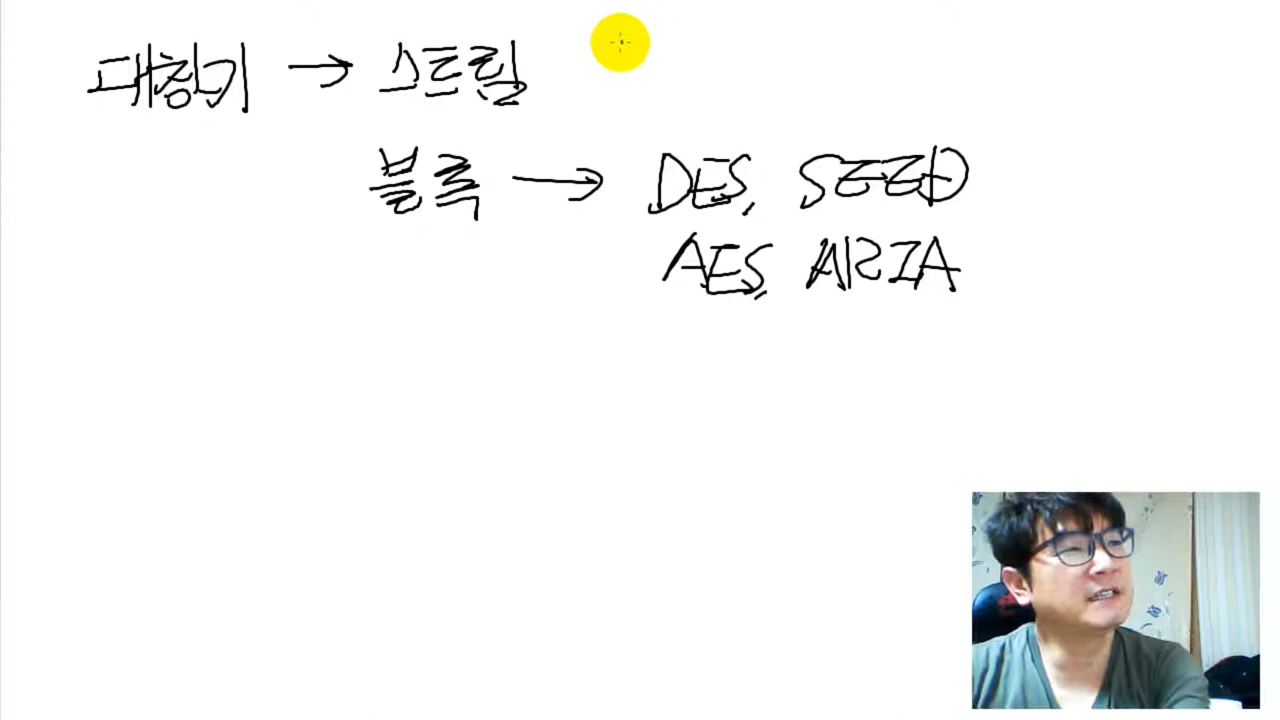 대칭키 → 스트림
블록 → DES, SEED
AES, ARIA